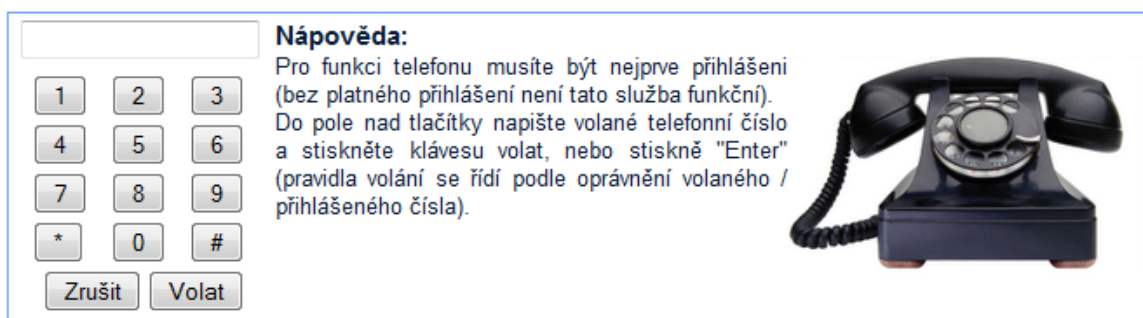 1 2 3
4 5 6
7 8 9
* 0 #
Zrušit Volat
Nápověda:
Pro funkci telefonu musíte být nejprve přihlášeni
(bez platného přihlášení není tato služba funkční).
Do pole nad tlačítky napište volané telefonní číslo
a stiskněte klávesu volat, nebo stiskně "Enter"
(pravidla volání se řídí podle oprávnění volaného /
přihlášeného čísla).